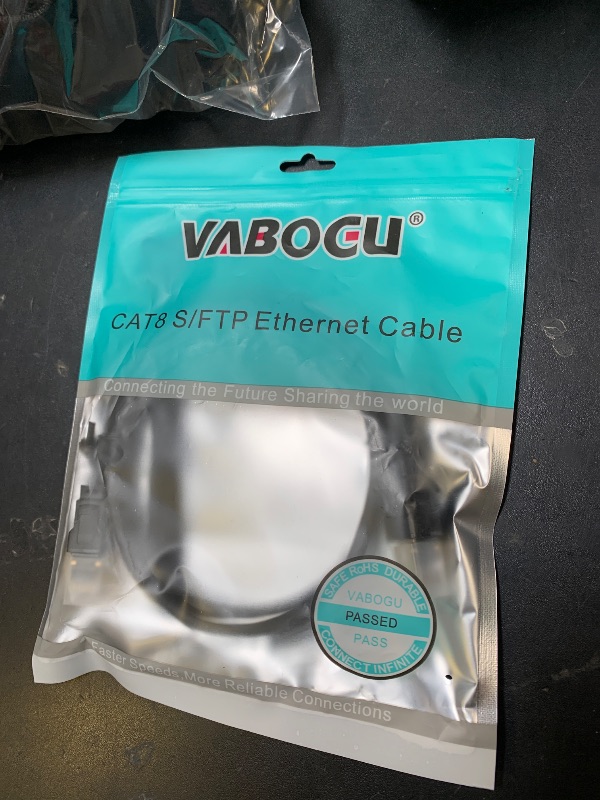 VABOGU®
CAT8 S/FTP Ethernet Cable
Connecting the Future Sharing the world
SAFE RoHS DURABLE
VABOGU
PASSED
PASS
CONNECT INFINITE
Faster Speeds, More Reliable Connections